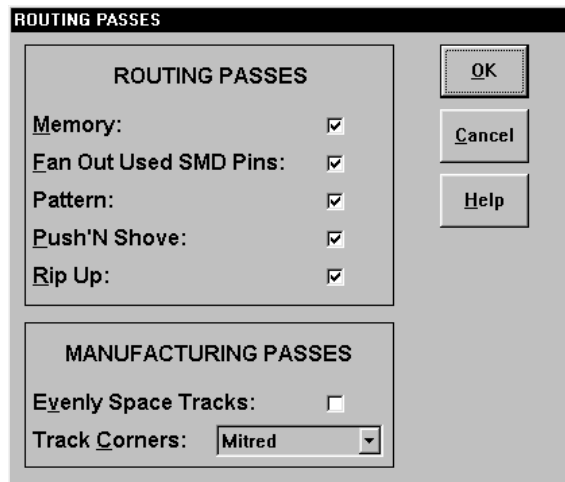 ROUTING PASSES
ROUTING PASSES
Memory:
Fan Out Used SMD Pins:
Pattern:
Push'N Shove:
Rip Up:
MANUFACTURING PASSES
Evenly Space Tracks:
Track Corners: Mitred
OK
Cancel
Help